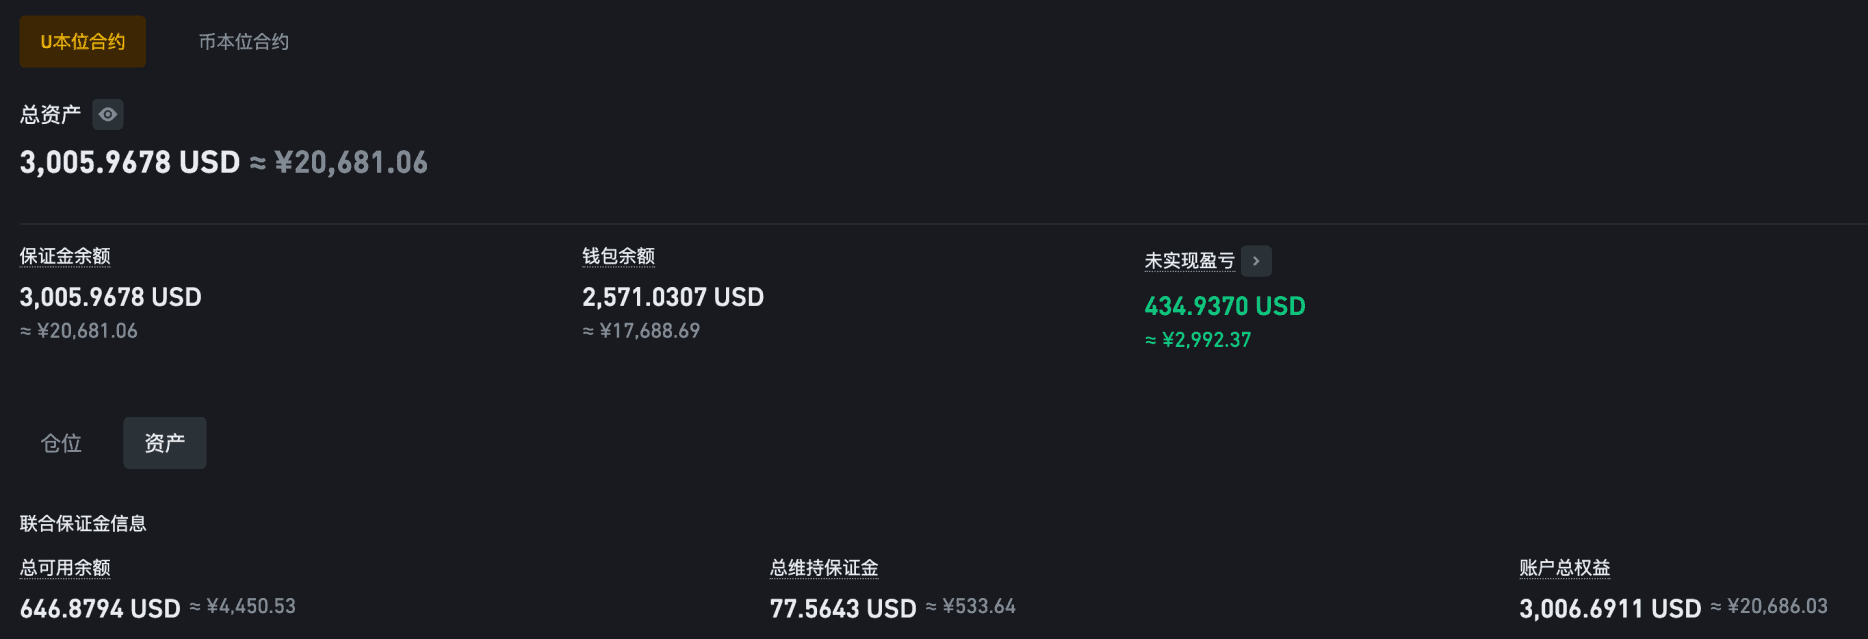 U本位合约 币本位合约
总资产
3,005.9678 USD ≈ ¥20,681.06
保证金余额 钱包余额 未实现盈亏
3,005.9678 USD 2,571.0307 USD 434.9370 USD
≈ ¥20,681.06 ≈ ¥17,688.69 ≈ ¥2,992.37
仓位 资产
联合保证金信息
总可用余额 总维持保证金 账户总权益
646.8794 USD ≈ ¥4,450.53 77.5643 USD ≈ ¥533.64 3,006.6911 USD ≈ ¥20,686.03